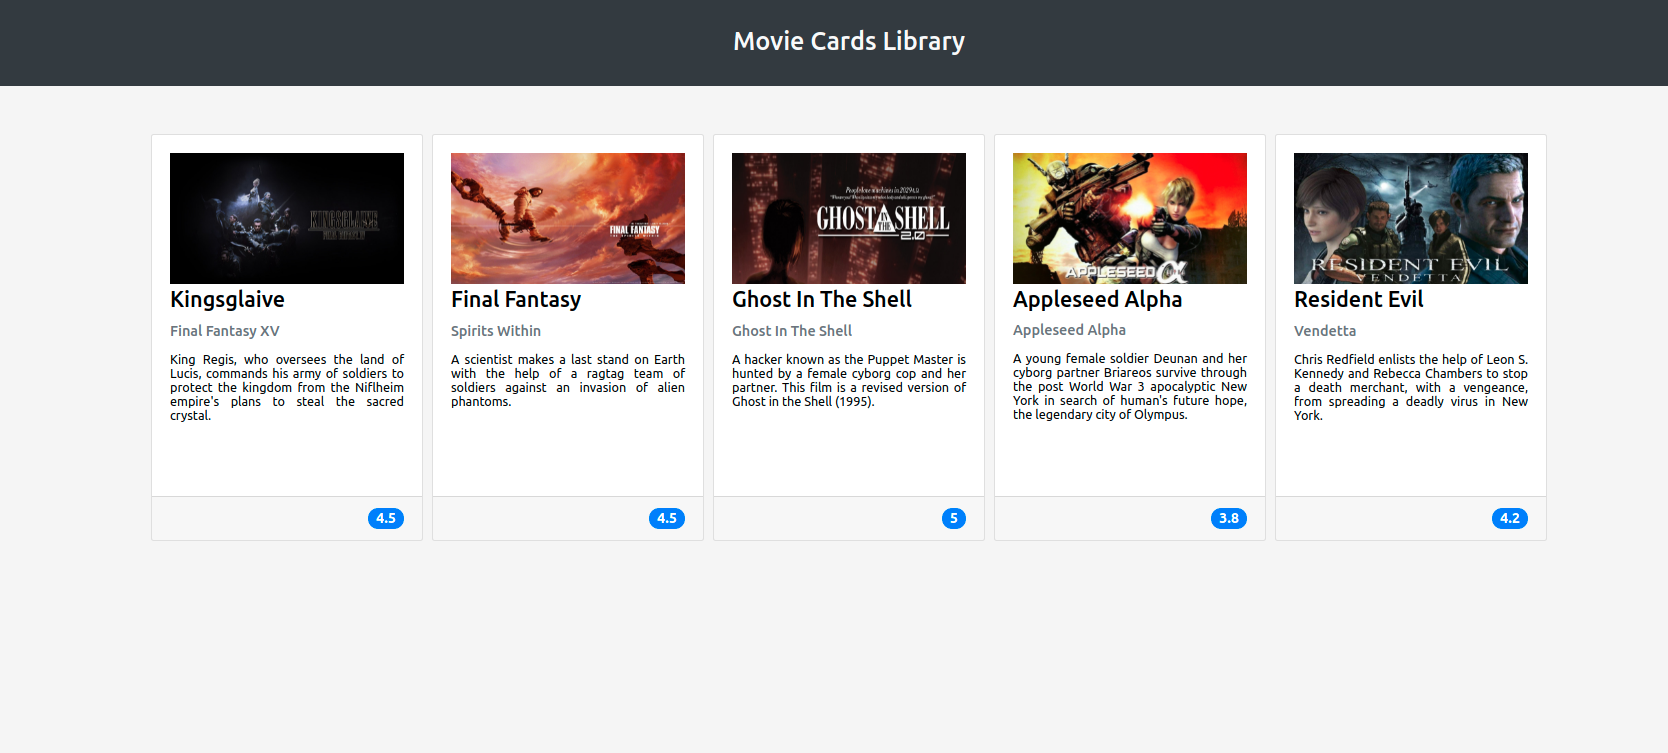 Movie Cards Library
KINGSGLAIVE
Kingsglaive
Final Fantasy XV
King Regis, who oversees the land of
Lucis, commands his army of soldiers to
protect the kingdom from the Niflheim
empire's plans to steal the sacred
crystal.
4.5
FINAL FANTASY
Final Fantasy
Spirits Within
A scientist makes a last stand on Earth
with the help of a ragtag team of
soldiers against an invasion of alien
phantoms.
4.5
GHOST IN THE SHELL
2.0
Ghost In The Shell
Ghost In The Shell
A hacker known as the Puppet Master is
hunted by a female cyborg cop and her
partner. This film is a revised version of
Ghost in the Shell (1995).
5
APPLESEED α
Appleseed Alpha
Appleseed Alpha
A young female soldier Deunan and her
cyborg partner Briareos survive through
the post World War 3 apocalyptic New
York in search of human's future hope,
the legendary city of Olympus.
3.8
RESIDENT EVIL
VENDETTA
Resident Evil
Vendetta
Chris Redfield enlists the help of Leon S.
Kennedy and Rebecca Chambers to stop
a death merchant, with a vengeance,
from spreading a deadly virus in New
York.
4.2